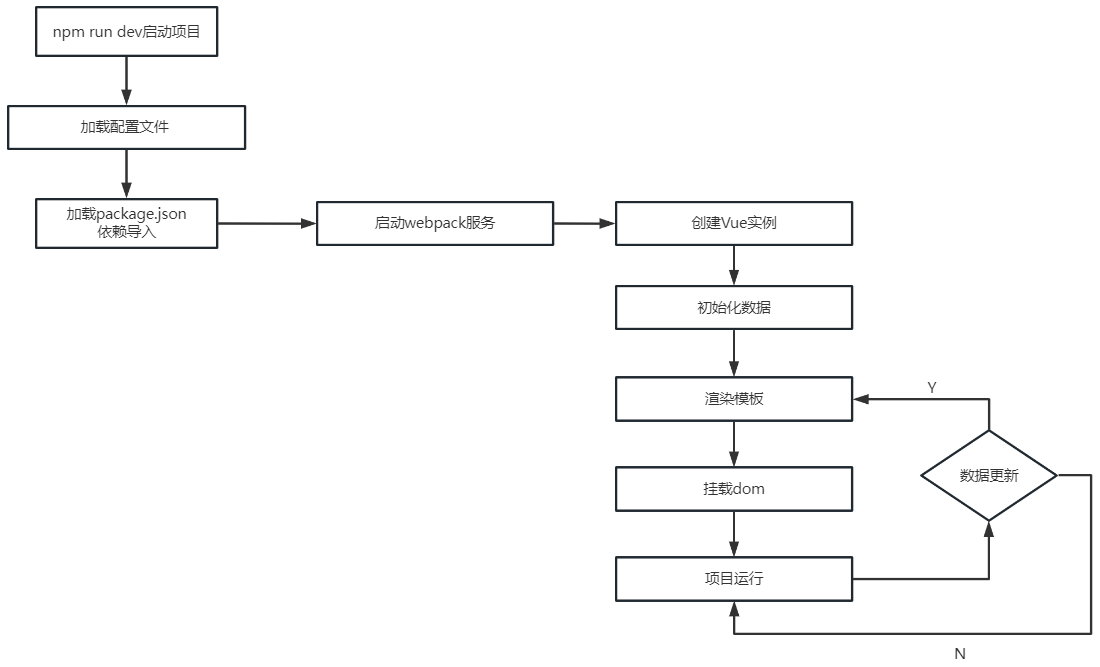 npm run dev启动项目
加载配置文件
加载package.json
依赖导入
启动webpack服务
创建Vue实例
初始化数据
渲染模板
Y
数据更新
挂载dom
项目运行
N